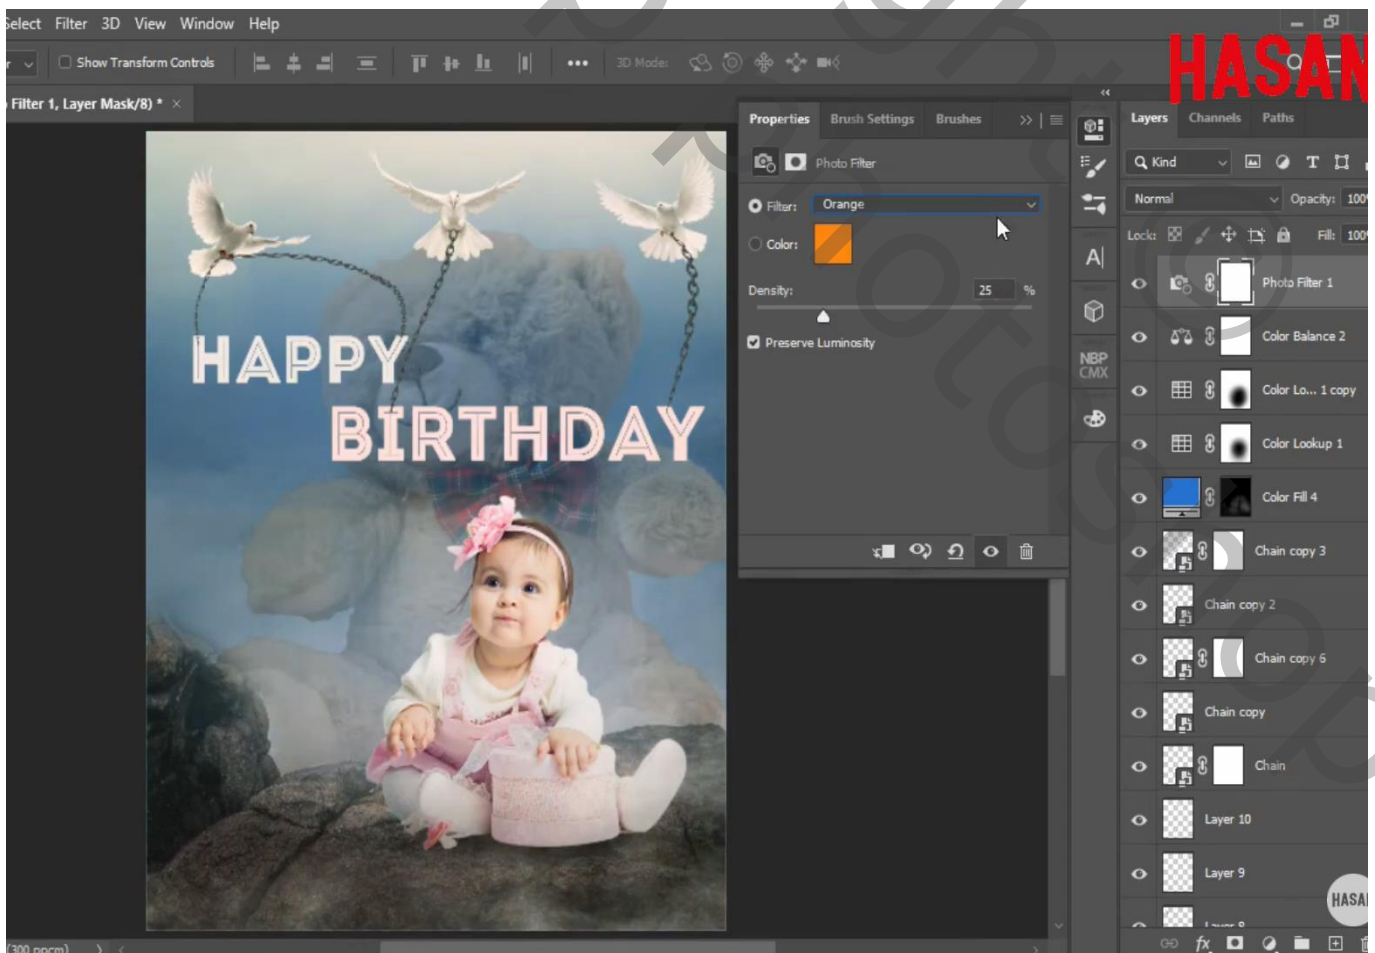 Select Filter 3D View Window Help
Show Transform Controls
3D Mode:
HASAN
Filter 1, Layer Mask/8) * ×
Properties Brush Settings Brushes
Layers Channels Paths
Photo Filter
Kind
Filter: Orange
Normal Opacity: 100%
Color:
Lock: Fill: 100%
Density: 25 %
Preserve Luminosity
NBP
CMX
Photo Filter 1
Color Balance 2
Color Lo... 1 copy
Color Lookup 1
Color Fill 4
Chain copy 3
Chain copy 2
Chain copy 6
Chain copy
Chain
Layer 10
Layer 9
HAPPY
BIRTHDAY
HASAN
fx
(300 ppcm)